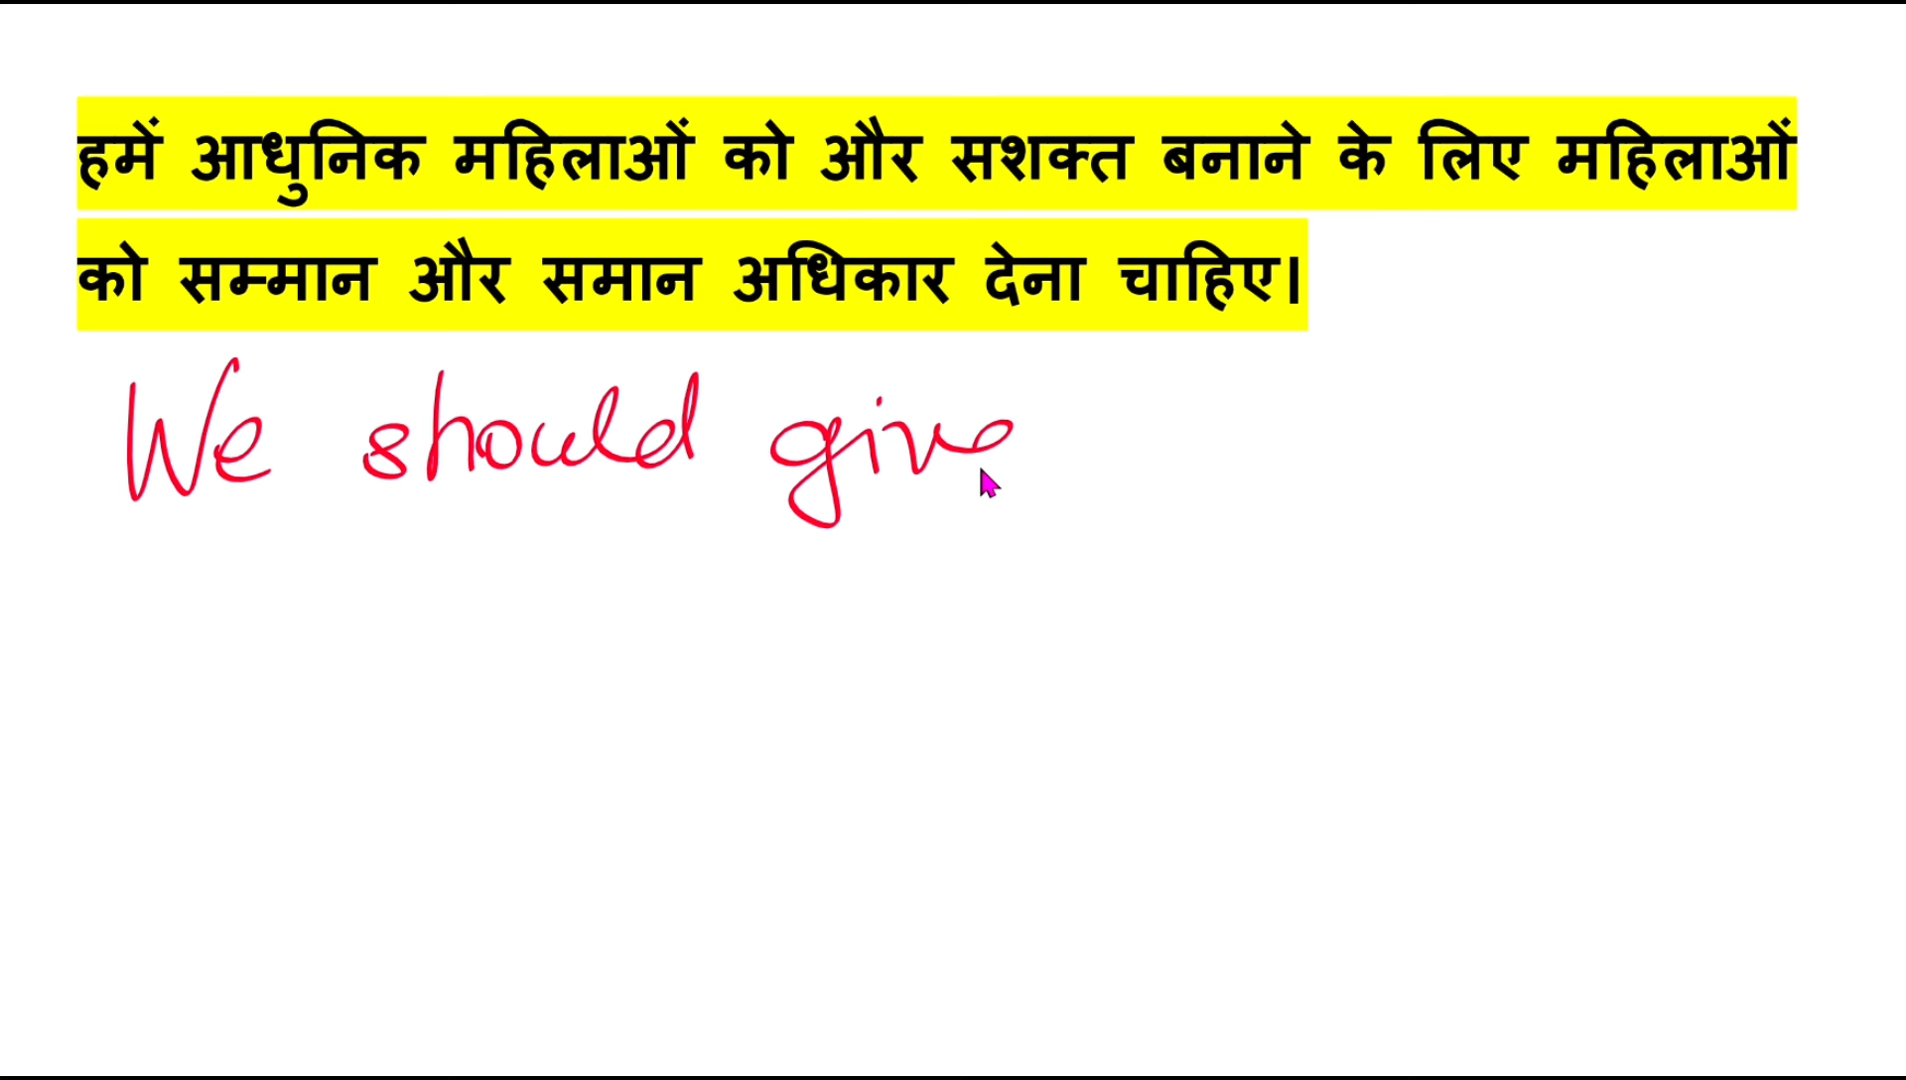 हमें आधुनिक महिलाओं को और सशक्त बनाने के लिए महिलाओं
को सम्मान और समान अधिकार देना चाहिए।
We should give